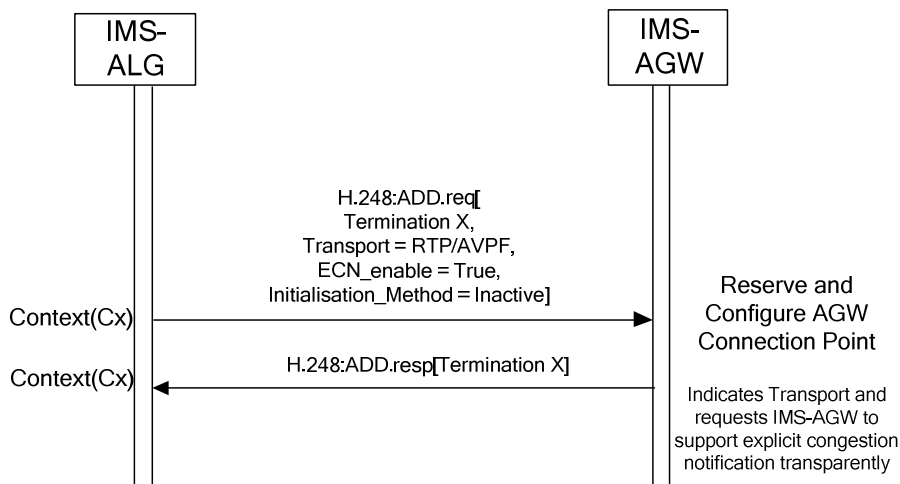 IMS-
ALG
IMS-
AGW
H.248:ADD.req[
Termination X,
Transport = RTP/AVPF,
ECN_enable = True,
Initialisation_Method = Inactive]
Context(Cx)
Reserve and
Configure AGW
Connection Point
H.248:ADD.resp[Termination X]
Context(Cx)
Indicates Transport and
requests IMS-AGW to
support explicit congestion
notification transparently